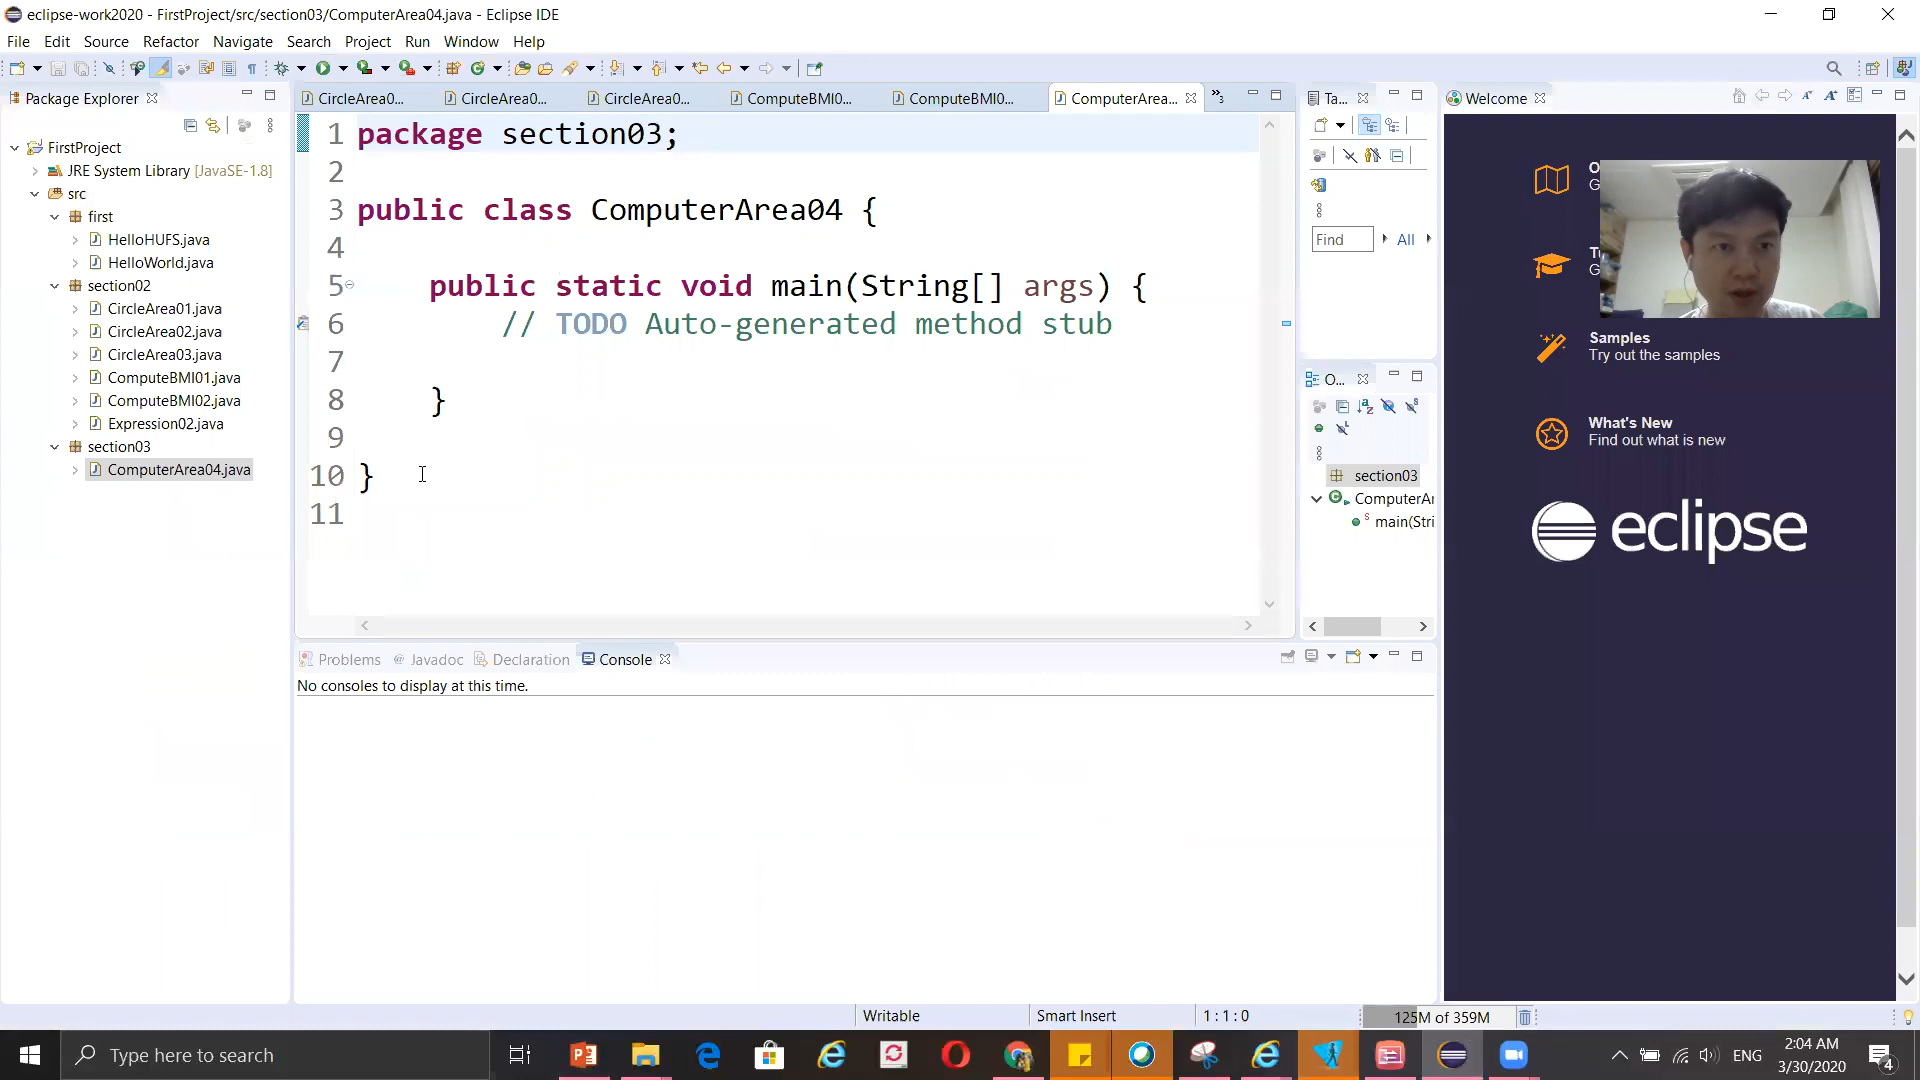 eclipse-work2020 - FirstProject/src/section03/ComputerArea04.java - Eclipse IDE
File Edit Source Refactor Navigate Search Project Run Window Help
Package Explorer
FirstProject
JRE System Library [JavaSE-1.8]
src
first
HelloHUFS.java
HelloWorld.java
section02
CircleArea01.java
CircleArea02.java
CircleArea03.java
ComputeBMI01.java
ComputeBMI02.java
Expression02.java
section03
ComputerArea04.java
CircleArea0... CircleArea0... CircleArea0... ComputeBMI0... ComputeBMI0... ComputerArea... 3
1 package section03;
2
3 public class ComputerArea04 {
4
5 public static void main(String[] args) {
6 // TODO Auto-generated method stub
7
8 }
9
10 }
11
Ta...
Find All
O...
section03
ComputerAr
main(Stri
Problems Javadoc Declaration Console
No consoles to display at this time.
Welcome
O
G
Tu
G
Samples
Try out the samples
What's New
Find out what is new
eclipse
Writable Smart Insert 1 : 1 : 0 125M of 359M
Type here to search
ENG
2:04 AM
3/30/2020
4